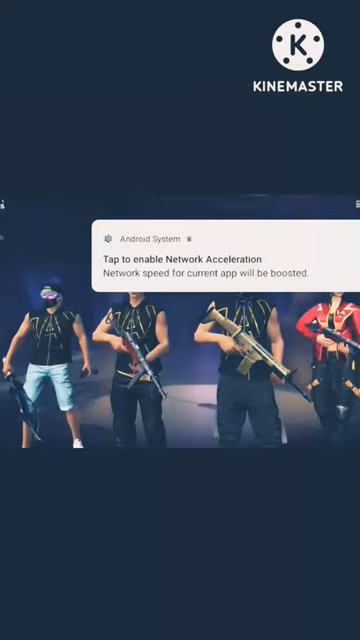 K
KINEMASTER
Android System
Tap to enable Network Acceleration
Network speed for current app will be boosted.